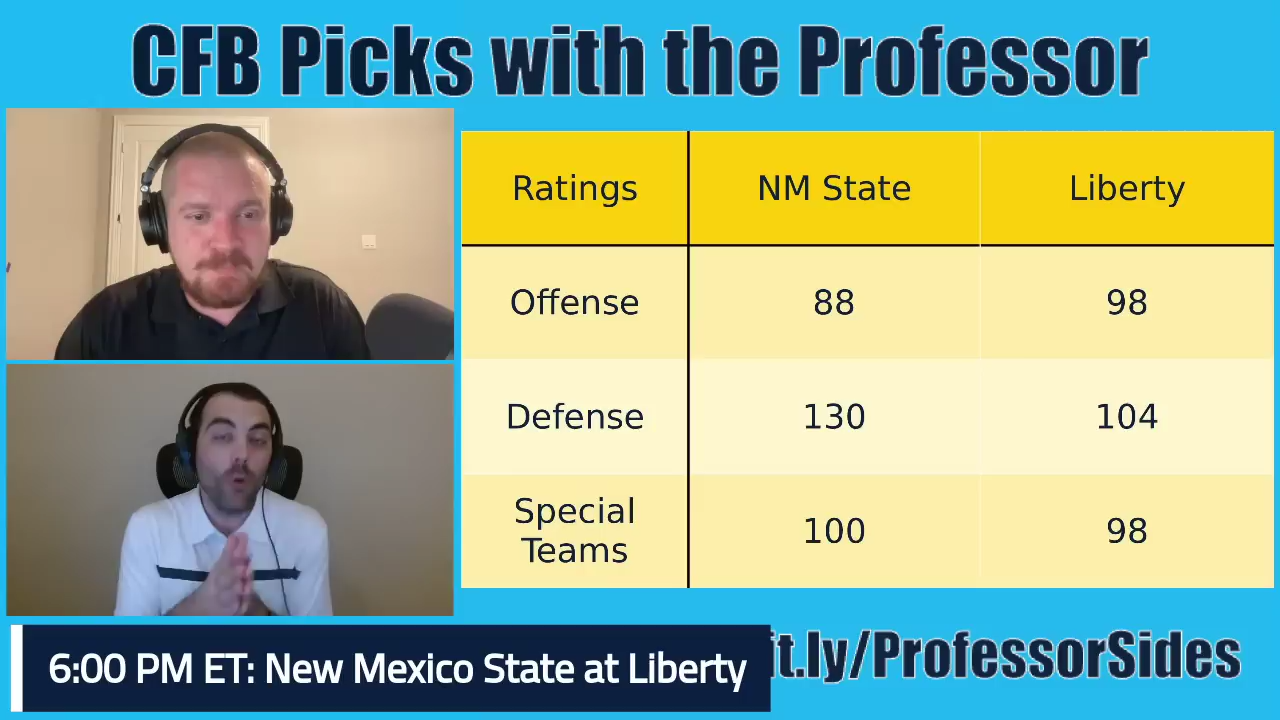 CFB Picks with the Professor
Ratings NM State Liberty
Offense 88 98
Defense 130 104
Special
Teams 100 98
6:00 PM ET: New Mexico State at Liberty
it.ly/ProfessorSides